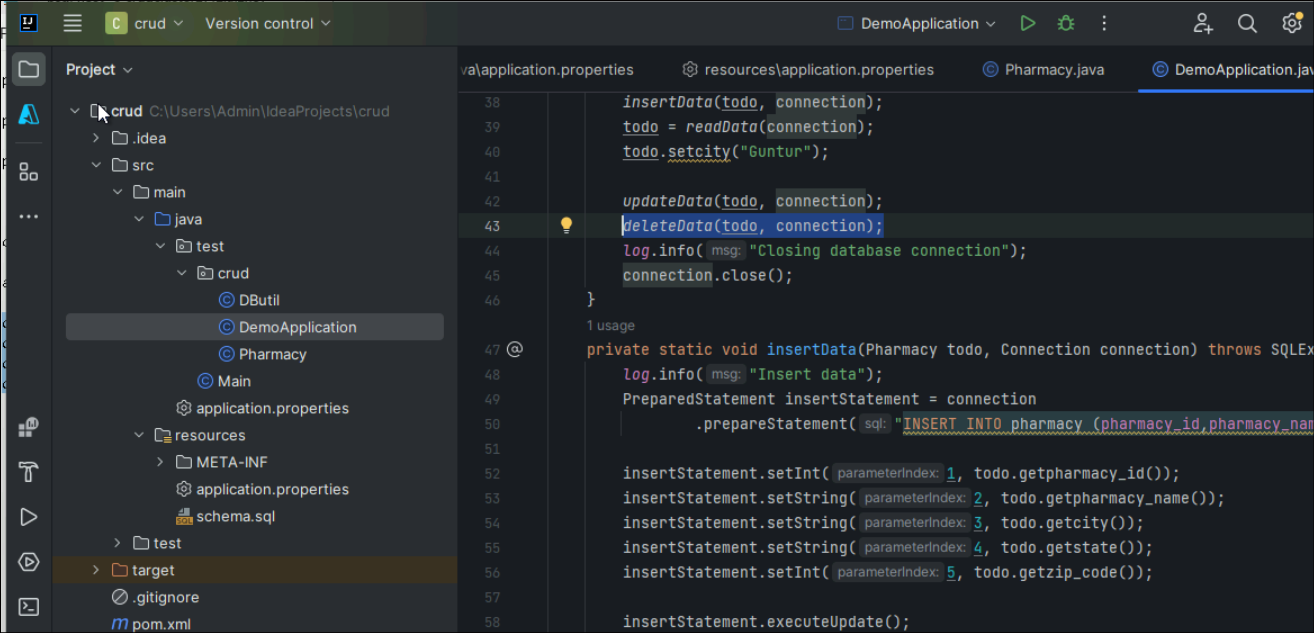 C crud Version control DemoApplication
Project
crud C:\Users\Admin\IdeaProjects\crud
.idea
src
main
java
test
crud
DButil
DemoApplication
Pharmacy
Main
application.properties
resources
META-INF
application.properties
schema.sql
test
target
.gitignore
pom.xml
va\application.properties resources\application.properties Pharmacy.java DemoApplication.jav
38 insertData(todo, connection);
39 todo = readData(connection);
40 todo.setcity("Guntur");
41
42 updateData(todo, connection);
43 deleteData(todo, connection);
44 log.info( msg: "Closing database connection");
45 connection.close();
46 }
1 usage
47 @ private static void insertData(Pharmacy todo, Connection connection) throws SQLEx
48 log.info( msg: "Insert data");
49 PreparedStatement insertStatement = connection
50 .prepareStatement( sql: "INSERT INTO pharmacy (pharmacy_id,pharmacy_nam
51
52 insertStatement.setInt( parameterIndex: 1, todo.getpharmacy_id());
53 insertStatement.setString( parameterIndex: 2, todo.getpharmacy_name());
54 insertStatement.setString( parameterIndex: 3, todo.getcity());
55 insertStatement.setString( parameterIndex: 4, todo.getstate());
56 insertStatement.setInt( parameterIndex: 5, todo.getzip_code());
57
58 insertStatement.executeUpdate();